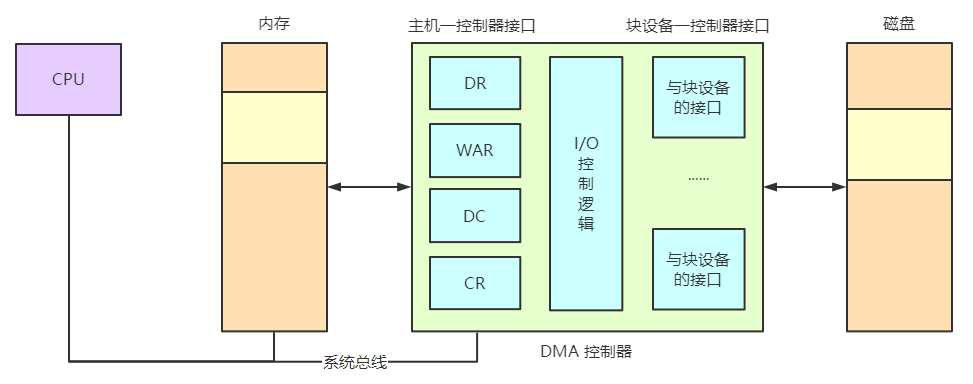 内存
主机一控制器接口
块设备一控制器接口
磁盘
CPU
DR
WAR
DC
CR
I/O
控
制
逻
辑
与块设备
的接口
......
与块设备
的接口
系统总线
DMA 控制器